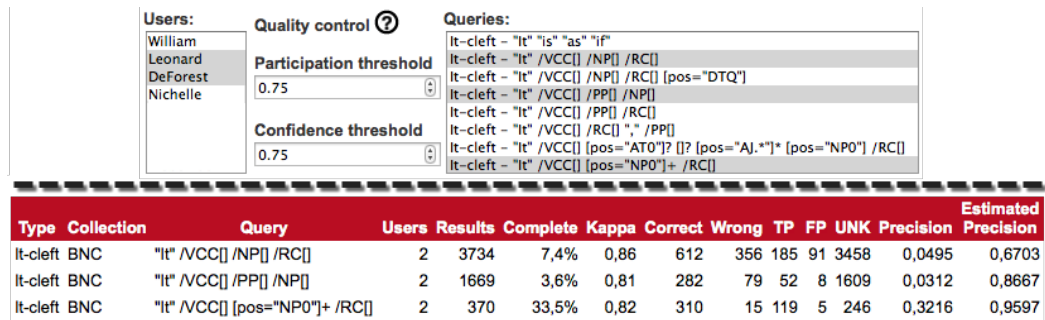 Users:
William
Leonard
DeForest
Nichelle
Quality control ?
Participation threshold
0.75
Confidence threshold
0.75
Queries:
It-cleft - "It" "is" "as" "if"
It-cleft - "It" /VCC[] /NP[] /RC[]
It-cleft - "It" /VCC[] /NP[] /RC[] [pos="DTQ"]
It-cleft - "It" /VCC[] /PP[] /NP[]
It-cleft - "It" /VCC[] /PP[] /RC[]
It-cleft - "It" /VCC[] /RC[] "," /PP[]
It-cleft - "It" /VCC[] [pos="AT0"]? []? [pos="AJ.*"]* [pos="NP0"] /RC[]
It-cleft - "It" /VCC[] [pos="NP0"]+ /RC[]
Type Collection Query Users Results Complete Kappa Correct Wrong TP FP UNK Precision Estimated Precision
It-cleft BNC "It" /VCC[] /NP[] /RC[] 2 3734 7,4% 0,86 612 356 185 91 3458 0,0495 0,6703
It-cleft BNC "It" /VCC[] /PP[] /NP[] 2 1669 3,6% 0,81 282 79 52 8 1609 0,0312 0,8667
It-cleft BNC "It" /VCC[] [pos="NP0"]+ /RC[] 2 370 33,5% 0,82 310 15 119 5 246 0,3216 0,9597